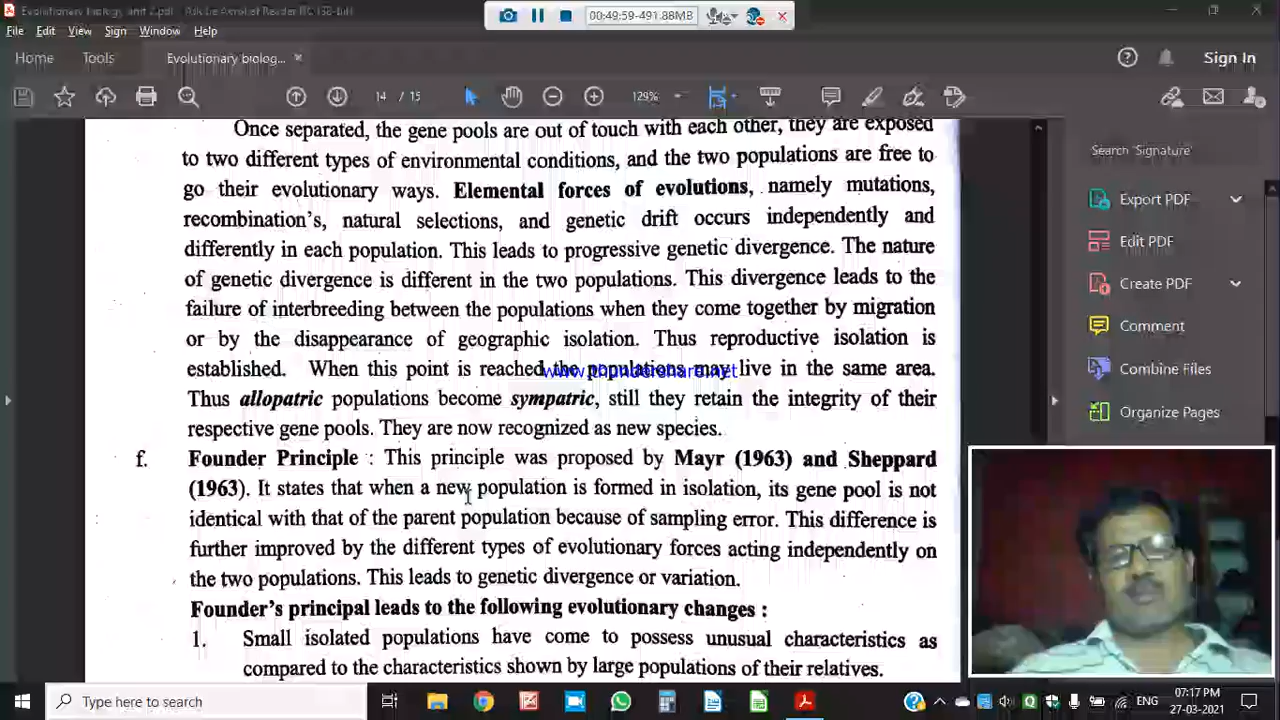 Evolutionary biology, and 2.pdf - Adobe Acrobat Reader DC (32-bit)
00:49:59-491.88MB
File Edit View Sign Window Help
Home Tools Evolutionary biolog...
Sign In
14 / 15
129%
Once separated, the gene pools are out of touch with each other, they are exposed
to two different types of environmental conditions, and the two populations are free to
go their evolutionary ways. Elemental forces of evolutions, namely mutations,
recombination's, natural selections, and genetic drift occurs independently and
differently in each population. This leads to progressive genetic divergence. The nature
of genetic divergence is different in the two populations. This divergence leads to the
failure of interbreeding between the populations when they come together by migration
or by the disappearance of geographic isolation. Thus reproductive isolation is
established. When this point is reached the populations may live in the same area.
www.thundershare.net
Thus allopatric populations become sympatric, still they retain the integrity of their
respective gene pools. They are now recognized as new species.
f. Founder Principle : This principle was proposed by Mayr (1963) and Sheppard
(1963). It states that when a new population is formed in isolation, its gene pool is not
identical with that of the parent population because of sampling error. This difference is
further improved by the different types of evolutionary forces acting independently on
the two populations. This leads to genetic divergence or variation.
Founder's principal leads to the following evolutionary changes :
1. Small isolated populations have come to possess unusual characteristics as
compared to the characteristics shown by large populations of their relatives.
Search 'Signature'
Export PDF
Edit PDF
Create PDF
Comment
Combine Files
Organize Pages
Type here to search
ENG
07:17 PM
27-03-2021